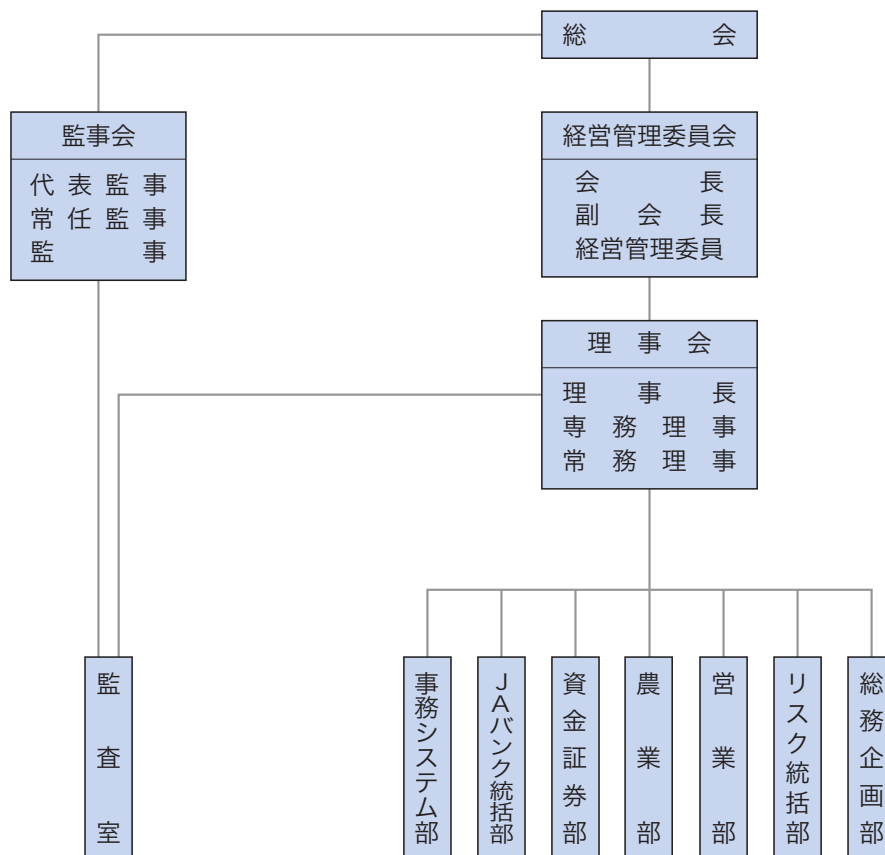 総会
監事会
代表監事
常任監事
監事
経営管理委員会
会長
副会長
経営管理委員
理事会
理事長
専務理事
常務理事
監査室
事務システム部
JAバンク統括部
資金証券部
農業部
営業部
リスク統括部
総務企画部